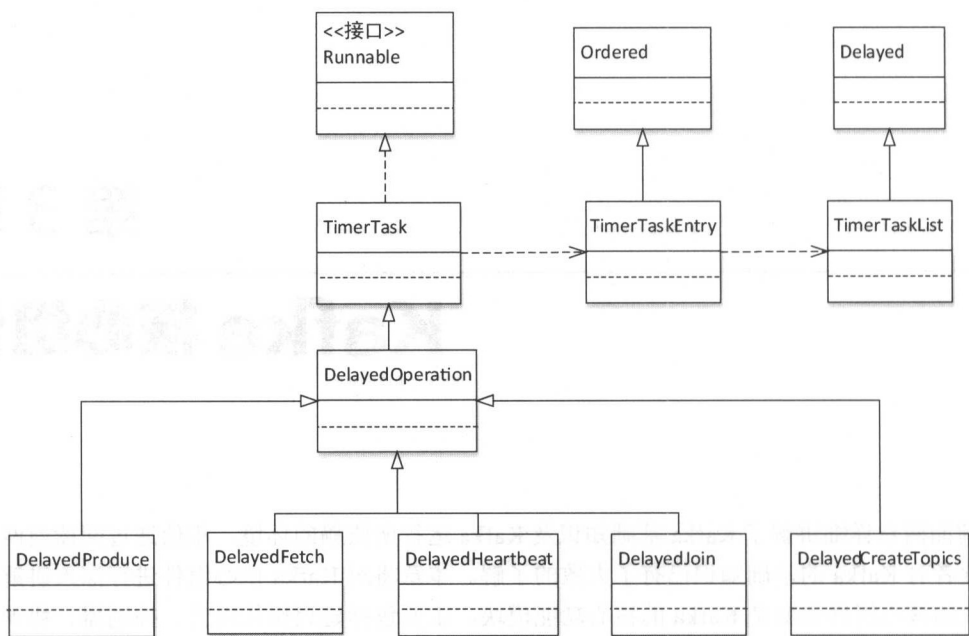 <<接口>>
Runnable
Ordered
Delayed
TimerTask
TimerTaskEntry
TimerTaskList
DelayedOperation
DelayedProduce
DelayedFetch
DelayedHeartbeat
DelayedJoin
DelayedCreateTopics